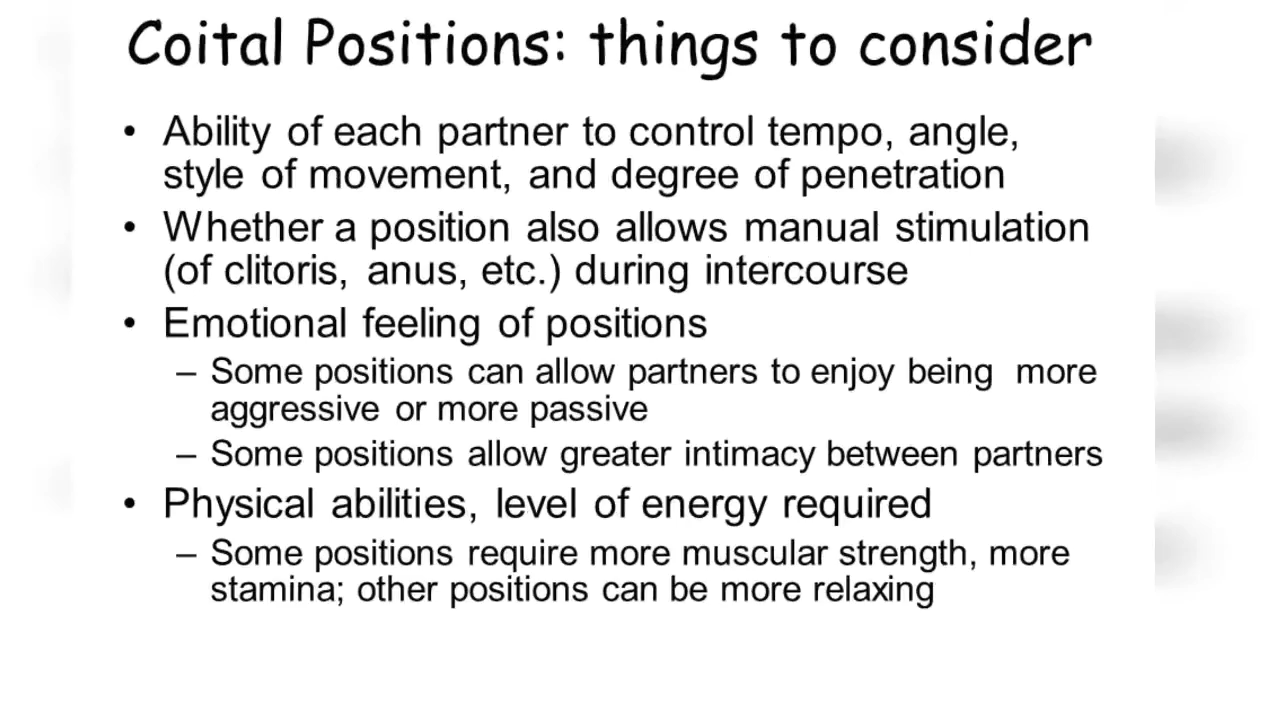 Coital Positions: things to consider
• Ability of each partner to control tempo, angle,
style of movement, and degree of penetration
• Whether a position also allows manual stimulation
(of clitoris, anus, etc.) during intercourse
• Emotional feeling of positions
– Some positions can allow partners to enjoy being more
aggressive or more passive
– Some positions allow greater intimacy between partners
• Physical abilities, level of energy required
– Some positions require more muscular strength, more
stamina; other positions can be more relaxing